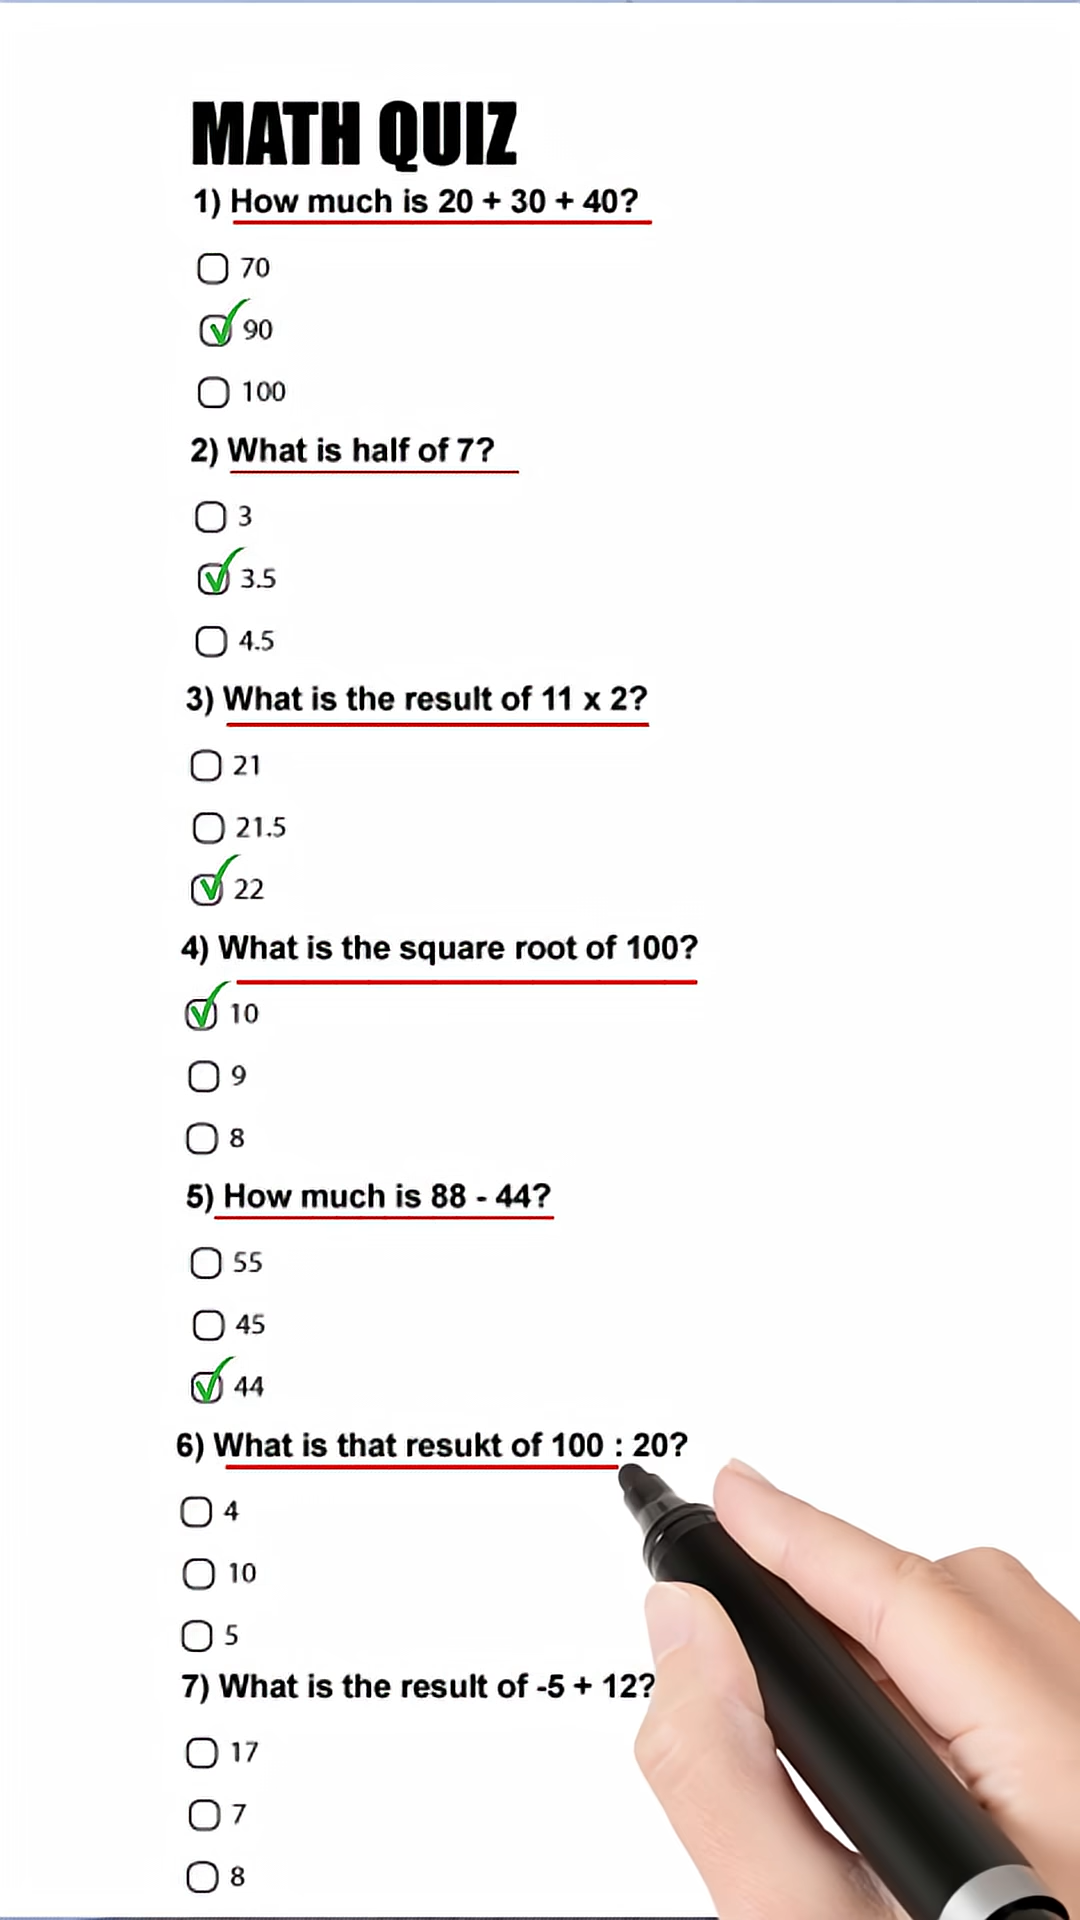 MATH QUIZ
1) How much is 20 + 30 + 40?
70
90
100
2) What is half of 7?
3
3.5
4.5
3) What is the result of 11 x 2?
21
21.5
22
4) What is the square root of 100?
10
9
8
5) How much is 88 - 44?
55
45
44
6) What is that resukt of 100 : 20?
4
10
5
7) What is the result of -5 + 12?
17
7
8